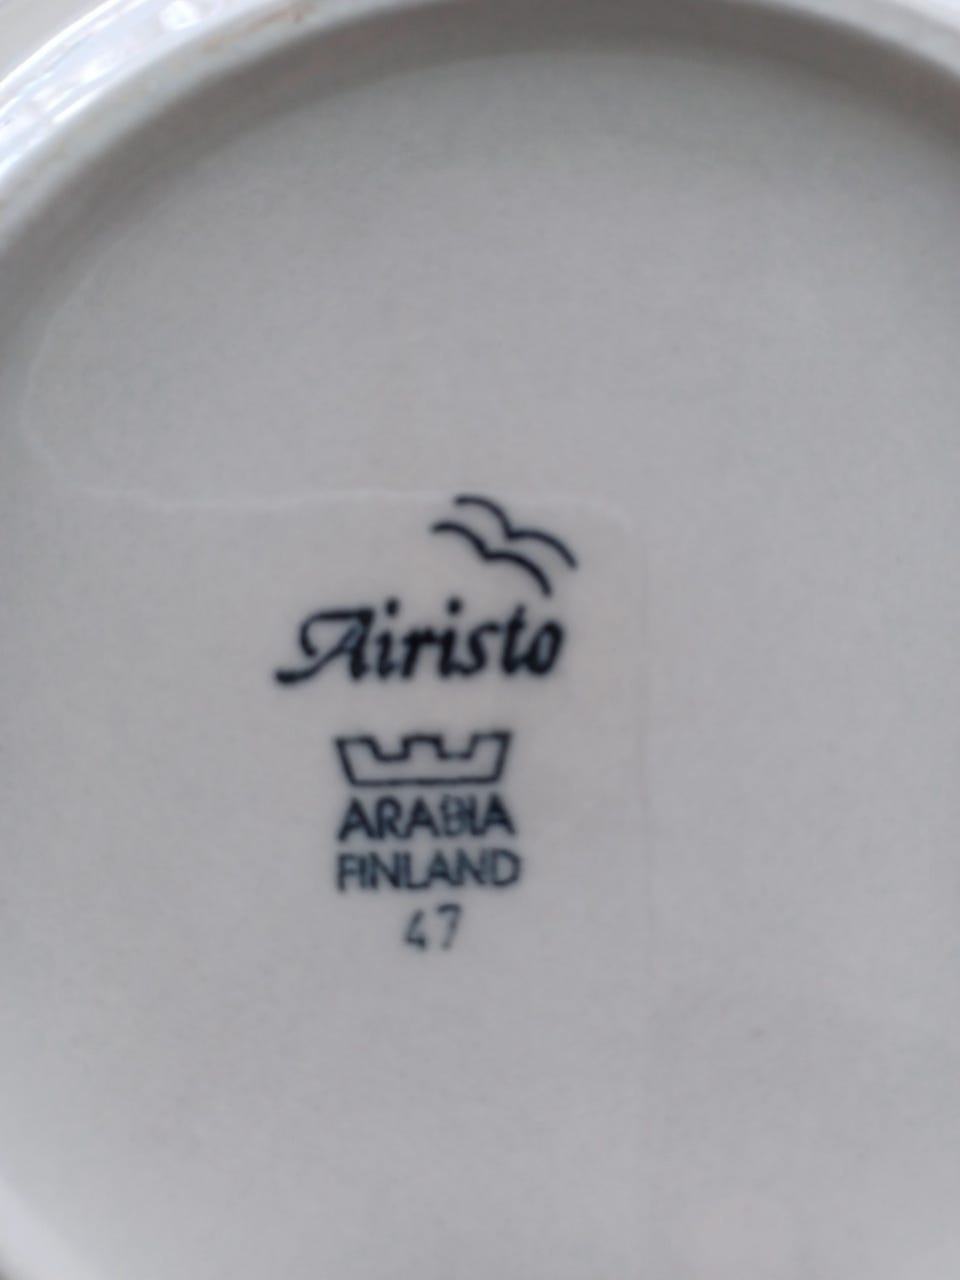 Airisto
ARABIA
FINLAND
47